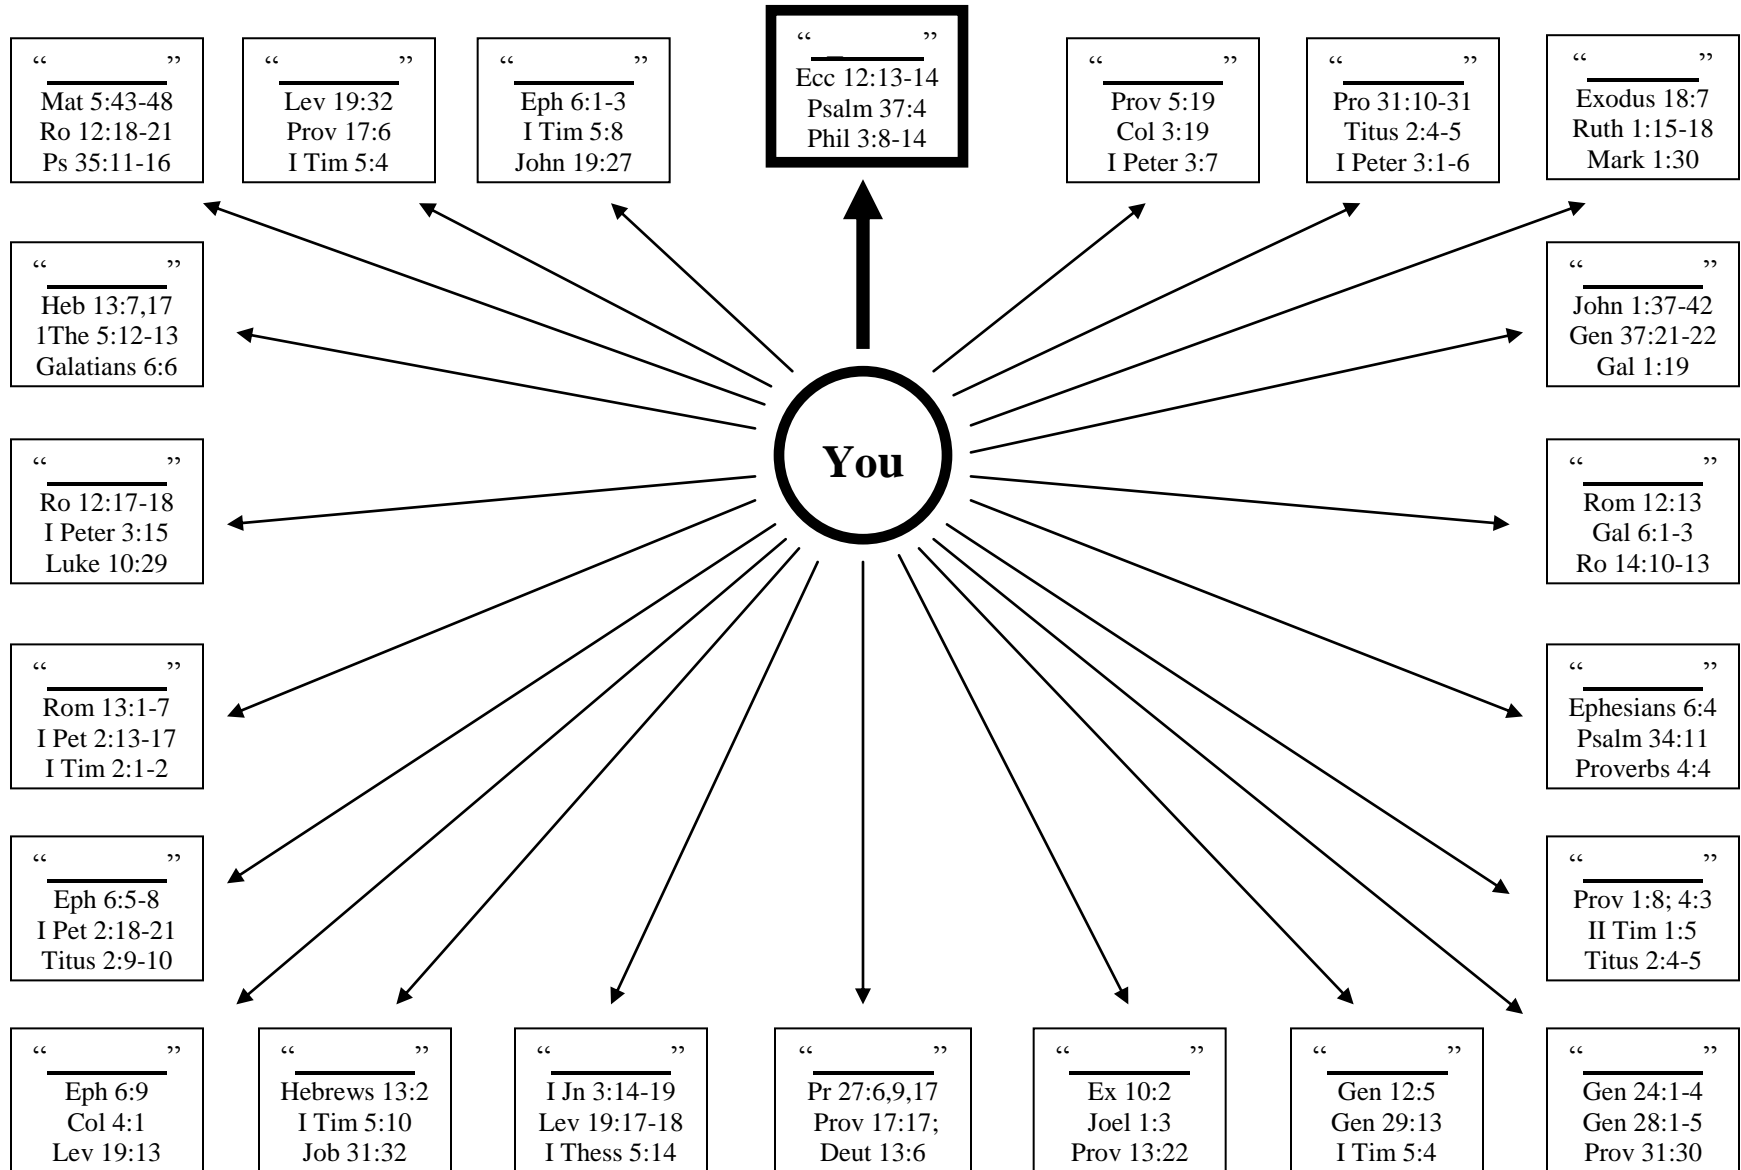 “ ”
Mat 5:43-48
Ro 12:18-21
Ps 35:11-16
“ ”
Lev 19:32
Prov 17:6
I Tim 5:4
“ ”
Eph 6:1-3
I Tim 5:8
John 19:27
“ ”
Ecc 12:13-14
Psalm 37:4
Phil 3:8-14
“ ”
Prov 5:19
Col 3:19
I Peter 3:7
“ ”
Pro 31:10-31
Titus 2:4-5
I Peter 3:1-6
“ ”
Exodus 18:7
Ruth 1:15-18
Mark 1:30
“ ”
Heb 13:7,17
1The 5:12-13
Galatians 6:6
“ ”
John 1:37-42
Gen 37:21-22
Gal 1:19
You
“ ”
Ro 12:17-18
I Peter 3:15
Luke 10:29
“ ”
Rom 12:13
Gal 6:1-3
Ro 14:10-13
“ ”
Rom 13:1-7
I Pet 2:13-17
I Tim 2:1-2
“ ”
Ephesians 6:4
Psalm 34:11
Proverbs 4:4
“ ”
Eph 6:5-8
I Pet 2:18-21
Titus 2:9-10
“ ”
Prov 1:8; 4:3
II Tim 1:5
Titus 2:4-5
“ ”
Eph 6:9
Col 4:1
Lev 19:13
“ ”
Hebrews 13:2
I Tim 5:10
Job 31:32
“ ”
I Jn 3:14-19
Lev 19:17-18
I Thess 5:14
“ ”
Pr 27:6,9,17
Prov 17:17;
Deut 13:6
“ ”
Ex 10:2
Joel 1:3
Prov 13:22
“ ”
Gen 12:5
Gen 29:13
I Tim 5:4
“ ”
Gen 24:1-4
Gen 28:1-5
Prov 31:30